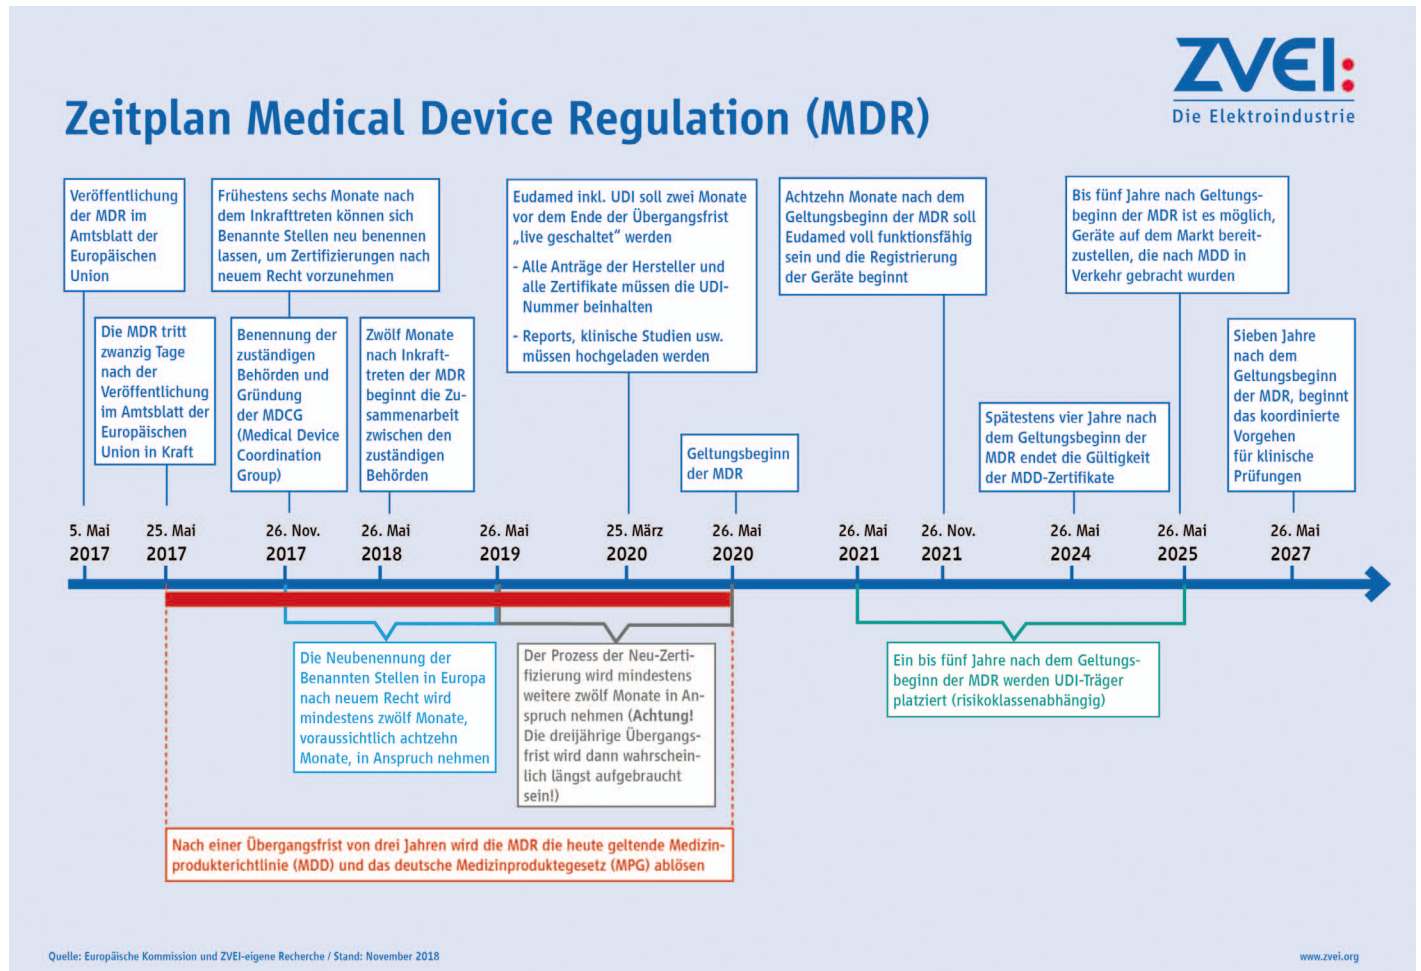 ZVEI:
Die Elektroindustrie
Zeitplan Medical Device Regulation (MDR)
Veröffentlichung
der MDR im
Amtsblatt der
Europäischen
Union
Frühestens sechs Monate nach
dem Inkrafttreten können sich
Benannte Stellen neu benennen
lassen, um Zertifizierungen nach
neuem Recht vorzunehmen
Eudamed inkl. UDI soll zwei Monate
vor dem Ende der Übergangsfrist
„live geschaltet“ werden
- Alle Anträge der Hersteller und
alle Zertifikate müssen die UDI-
Nummer beinhalten
- Reports, klinische Studien usw.
müssen hochgeladen werden
Achtzehn Monate nach dem
Geltungsbeginn der MDR soll
Eudamed voll funktionsfähig
sein und die Registrierung
der Geräte beginnt
Bis fünf Jahre nach Geltungs-
beginn der MDR ist es möglich,
Geräte auf dem Markt bereit-
zustellen, die nach MDD in
Verkehr gebracht wurden
Die MDR tritt
zwanzig Tage
nach der
Veröffentlichung
im Amtsblatt der
Europäischen
Union in Kraft
Benennung der
zuständigen
Behörden und
Gründung
der MDCG
(Medical Device
Coordination
Group)
Zwölf Monate
nach Inkraft-
treten der MDR
beginnt die Zu-
sammenarbeit
zwischen den
zuständigen
Behörden
Geltungsbeginn
der MDR
Spätestens vier Jahre nach
dem Geltungsbeginn der
MDR endet die Gültigkeit
der MDD-Zertifikate
Sieben Jahre
nach dem
Geltungsbeginn
der MDR, beginnt
das koordinierte
Vorgehen
für klinische
Prüfungen
5. Mai
2017
25. Mai
2017
26. Nov.
2017
26. Mai
2018
26. Mai
2019
25. März
2020
26. Mai
2020
26. Mai
2021
26. Nov.
2021
26. Mai
2024
26. Mai
2025
26. Mai
2027
Die Neubenennung der
Benannten Stellen in Europa
nach neuem Recht wird
mindestens zwölf Monate,
voraussichtlich achtzehn
Monate, in Anspruch nehmen
Der Prozess der Neu-Zerti-
fizierung wird mindestens
weitere zwölf Monate in An-
spruch nehmen (Achtung!
Die dreijährige Übergangs-
frist wird dann wahrschein-
lich längst aufgebraucht
sein!)
Ein bis fünf Jahre nach dem Geltungs-
beginn der MDR werden UDI-Träger
platziert (risikoklassenabhängig)
Nach einer Übergangsfrist von drei Jahren wird die MDR die heute geltende Medizin-
produkterichtlinie (MDD) und das deutsche Medizinproduktegesetz (MPG) ablösen
Quelle: Europäische Kommission und ZVEI-eigene Recherche / Stand: November 2018
www.zvei.org